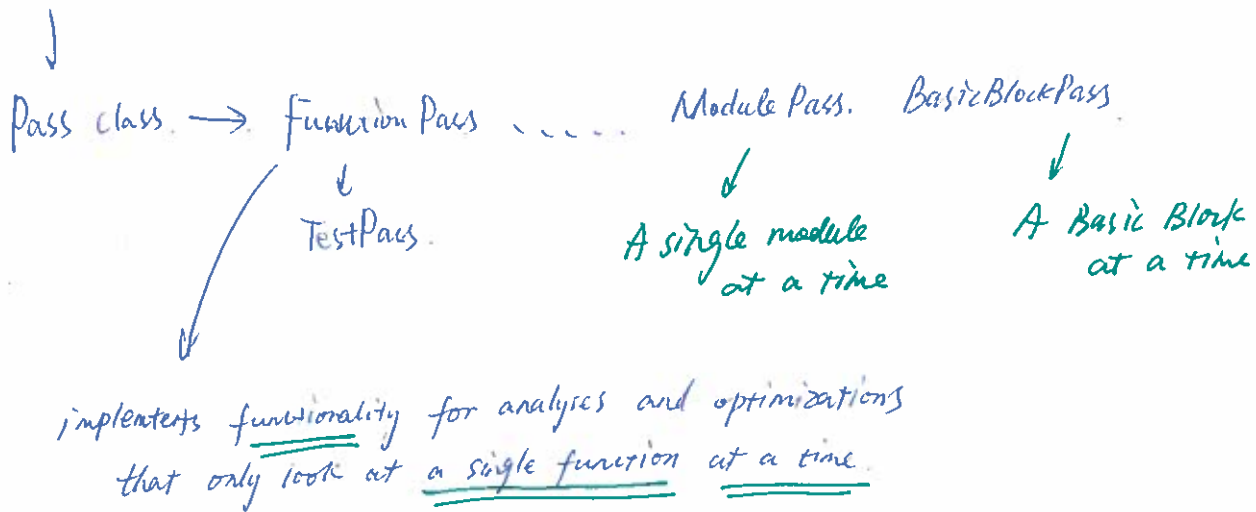 Pass class. → FunctionPass ..... ModulePass. BasicBlockPass
TestPass.
A single module
at a time
A Basic Block
at a time
implements functionality for analyses and optimizations
that only look at a single function at a time.